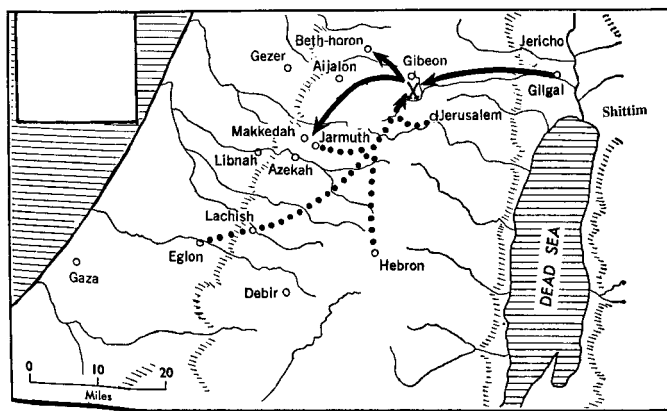 Beth-horon
Jericho
Gezer
Aijalon
Gibeon
Gilgal
Shittim
Makkedah
Jarmuth
Jerusalem
Libnah
Azekah
Lachish
Eglon
Hebron
Gaza
Debir
DEAD SEA
0 10 20
Miles